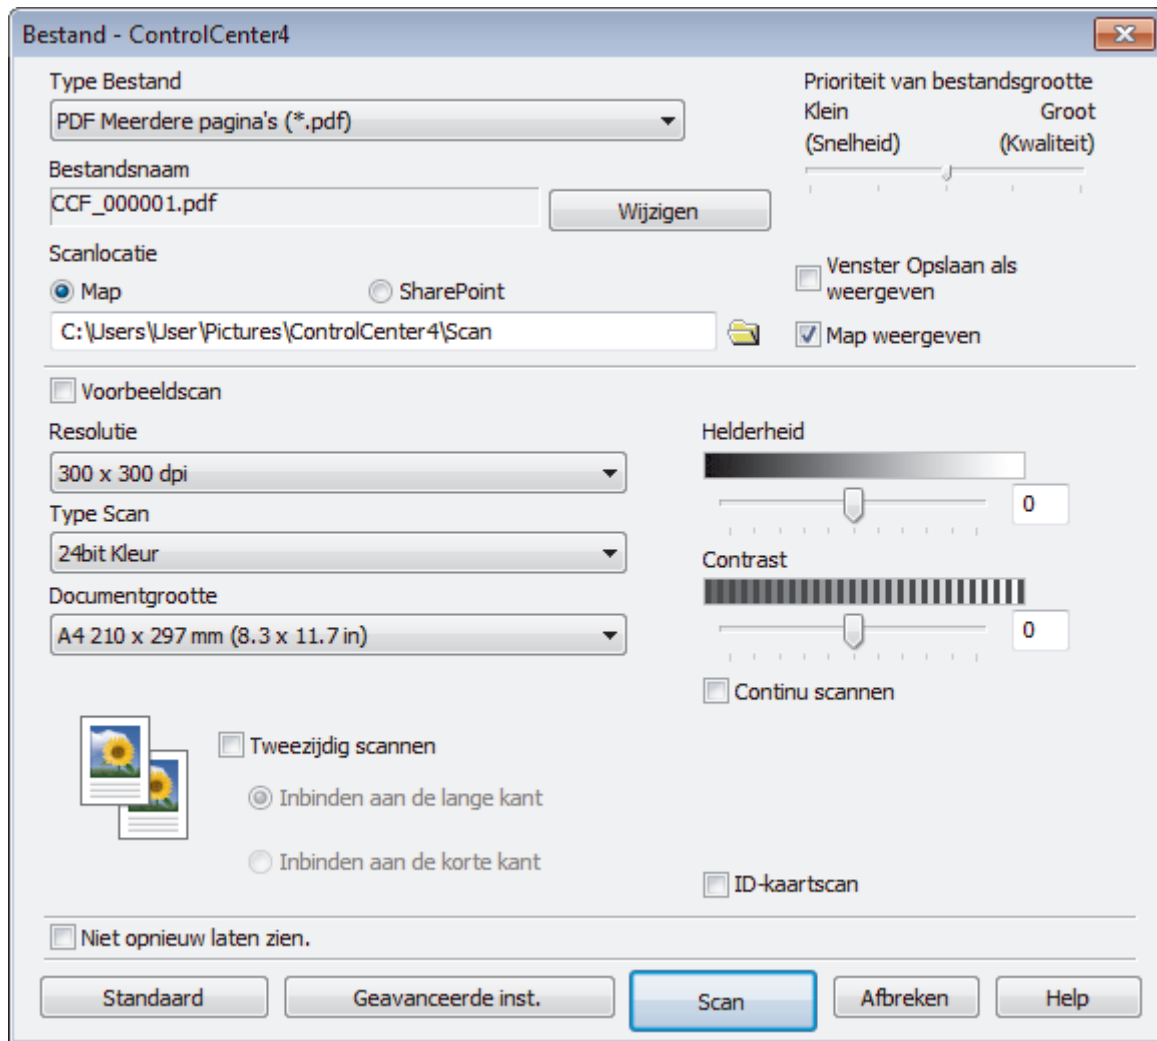 Bestand - ControlCenter4
Type Bestand
PDF Meerdere pagina's (*.pdf)
Prioriteit van bestandsgrootte
Klein Groot
(Snelheid) (Kwaliteit)
Bestandsnaam
CCF_000001.pdf
Wijzigen
Scanlocatie
Map SharePoint
C:\Users\User\Pictures\ControlCenter4\Scan
Venster Opslaan als
weergeven
Map weergeven
Voorbeeldscan
Resolutie
300 x 300 dpi
Type Scan
24bit Kleur
Documentgrootte
A4 210 x 297 mm (8.3 x 11.7 in)
Helderheid
0
Contrast
0
Continu scannen
Tweezijdig scannen
Inbinden aan de lange kant
Inbinden aan de korte kant
ID-kaartscan
Niet opnieuw laten zien.
Standaard Geavanceerde inst. Scan Afbreken Help